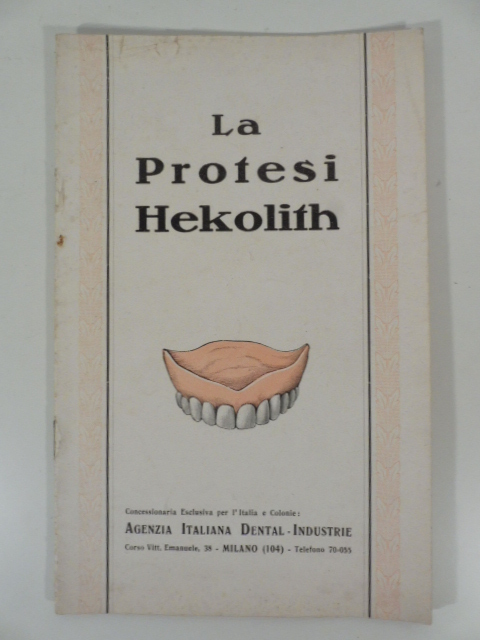 La
Protesi
Hekolith
Concessionaria Esclusiva per l'Italia e Colonie:
AGENZIA ITALIANA DENTAL-INDUSTRIE
Corso Vitt. Emanuele, 38 - MILANO (104) - Telefono 70-055